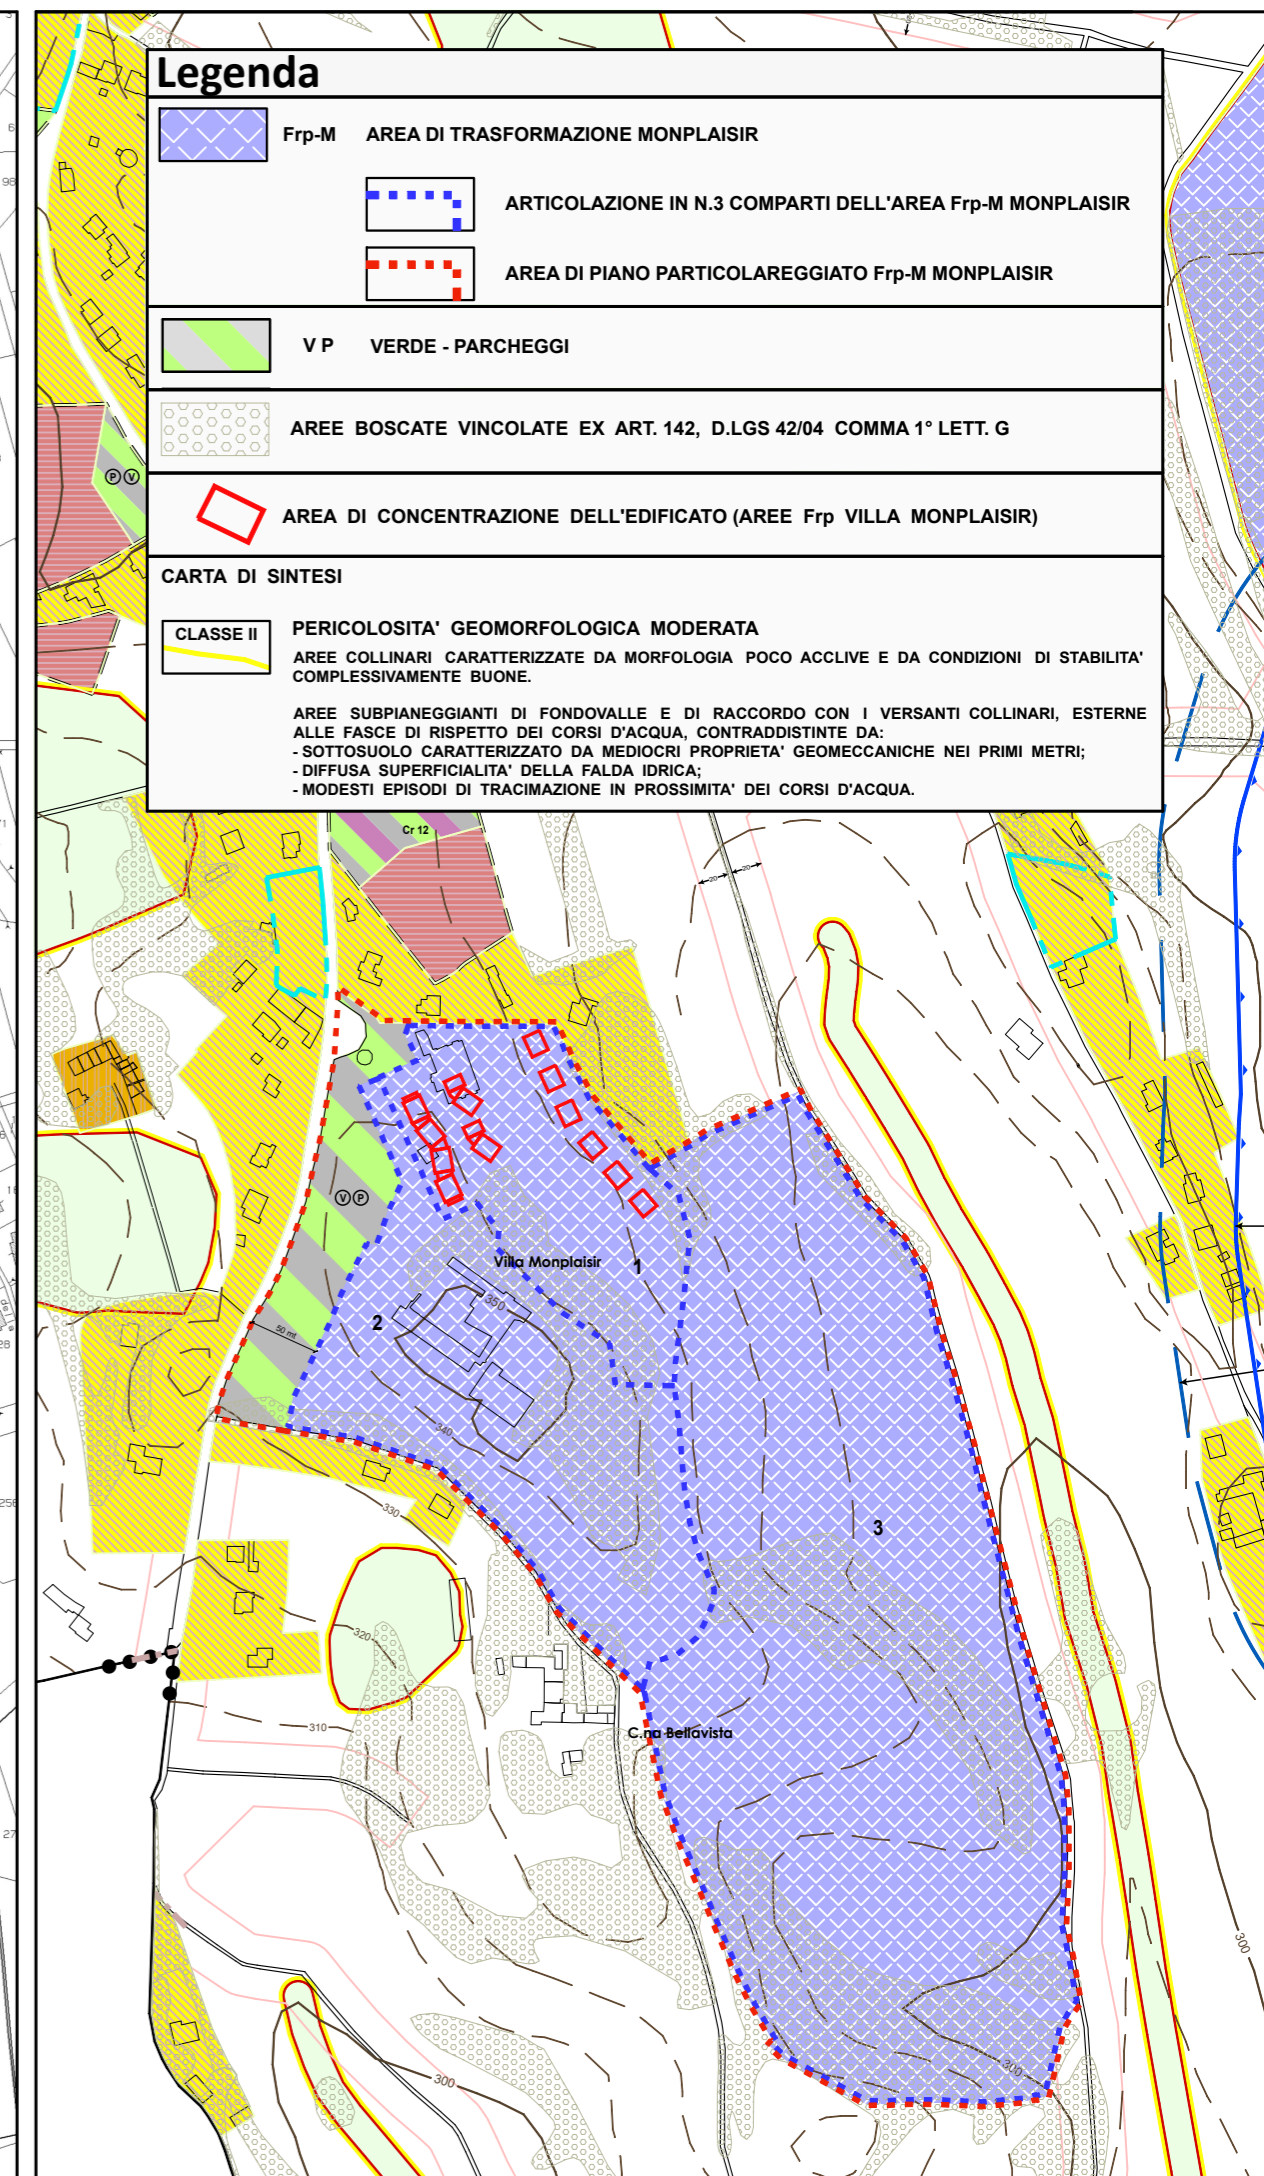 Legenda
Frp-M AREA DI TRASFORMAZIONE MONPLAISIR
ARTICOLAZIONE IN N.3 COMPARTI DELL'AREA Frp-M MONPLAISIR
AREA DI PIANO PARTICOLAREGGIATO Frp-M MONPLAISIR
V P VERDE - PARCHEGGI
AREE BOSCATE VINCOLATE EX ART. 142, D.LGS 42/04 COMMA 1° LETT. G
AREA DI CONCENTRAZIONE DELL'EDIFICATO (AREE Frp VILLA MONPLAISIR)
CARTA DI SINTESI
CLASSE II
PERICOLOSITA' GEOMORFOLOGICA MODERATA
AREE COLLINARI CARATTERIZZATE DA MORFOLOGIA POCO ACCLIVE E DA CONDIZIONI DI STABILITA'
COMPLESSIVAMENTE BUONE.
AREE SUBPIANEGGIANTI DI FONDOVALLE E DI RACCORDO CON I VERSANTI COLLINARI, ESTERNE
ALLE FASCE DI RISPETTO DEI CORSI D'ACQUA, CONTRADDISTINTE DA:
- SOTTOSUOLO CARATTERIZZATO DA MEDIOCRI PROPRIETA' GEOMECCANICHE NEI PRIMI METRI;
- DIFFUSA SUPERFICIALITA' DELLA FALDA IDRICA;
- MODESTI EPISODI DI TRACIMAZIONE IN PROSSIMITA' DEI CORSI D'ACQUA.
P V
Cr 12
20 20
V P
Villa Monplaisir
1
350
2
50 mt
340
330
3
320
310
C.na Bellavista
300
300
300